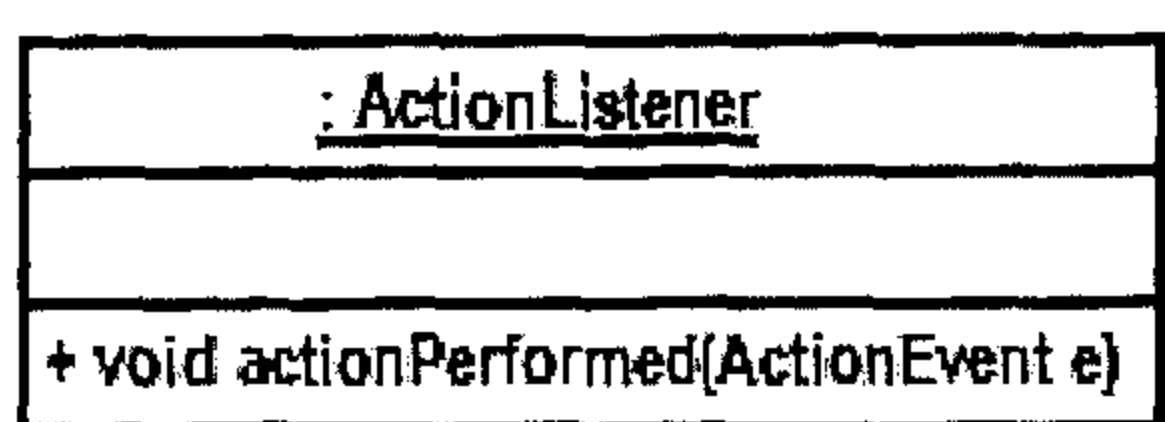 : ActionListener
+ void actionPerformed(ActionEvent e)